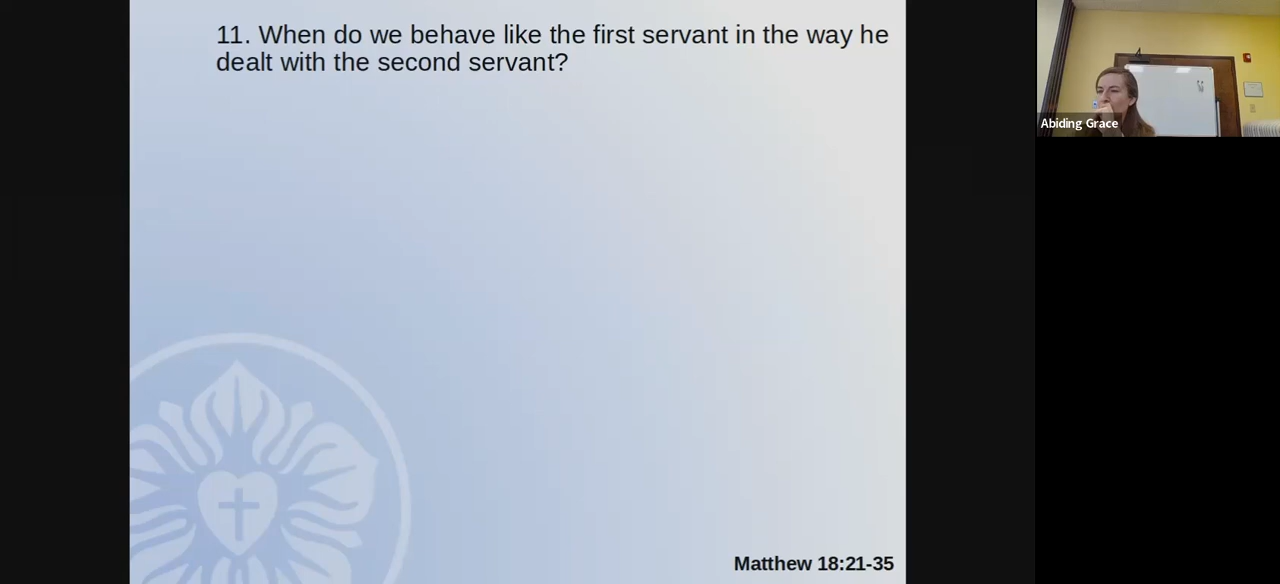 11. When do we behave like the first servant in the way he
dealt with the second servant?
Abiding Grace
Matthew 18:21-35